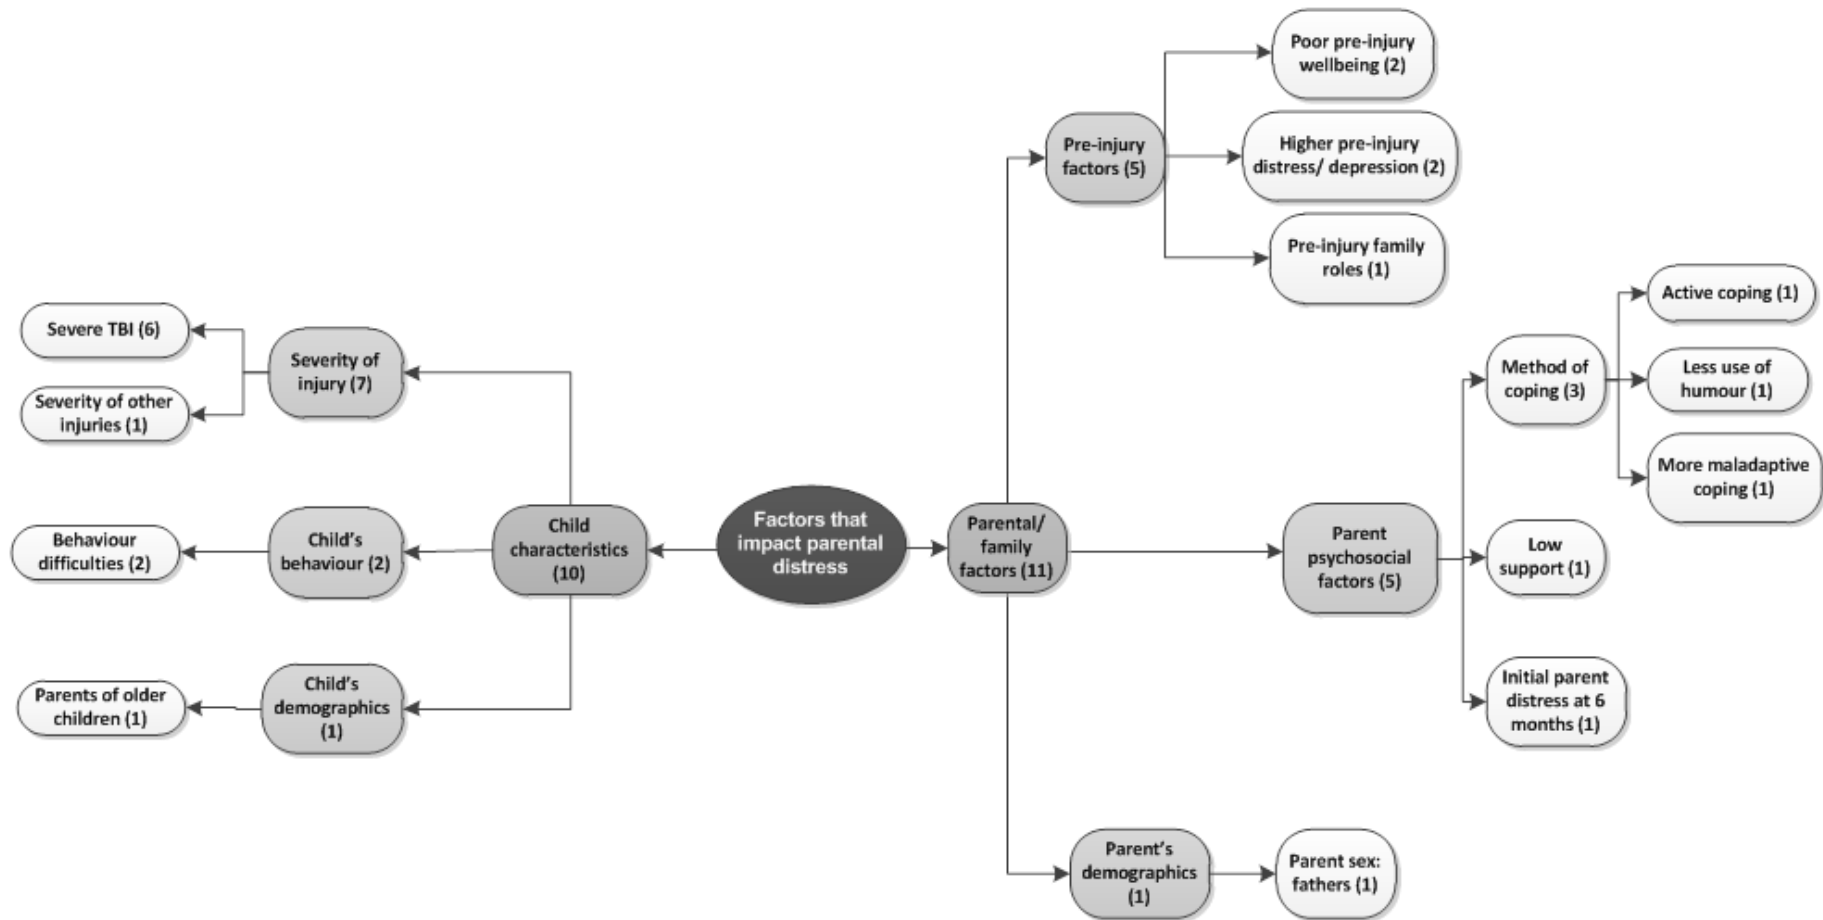 Factors that
impact parental
distress
Child
characteristics
(10)
Severity of
injury (7)
Severe TBI (6)
Severity of other
injuries (1)
Child's
behaviour (2)
Behaviour
difficulties (2)
Child's
demographics
(1)
Parents of older
children (1)
Parental/
family
factors (11)
Pre-injury
factors (5)
Poor pre-injury
wellbeing (2)
Higher pre-injury
distress/ depression (2)
Pre-injury family
roles (1)
Parent
psychosocial
factors (5)
Method of
coping (3)
Active coping (1)
Less use of
humour (1)
More maladaptive
coping (1)
Low
support (1)
Initial parent
distress at 6
months (1)
Parent's
demographics
(1)
Parent sex:
fathers (1)